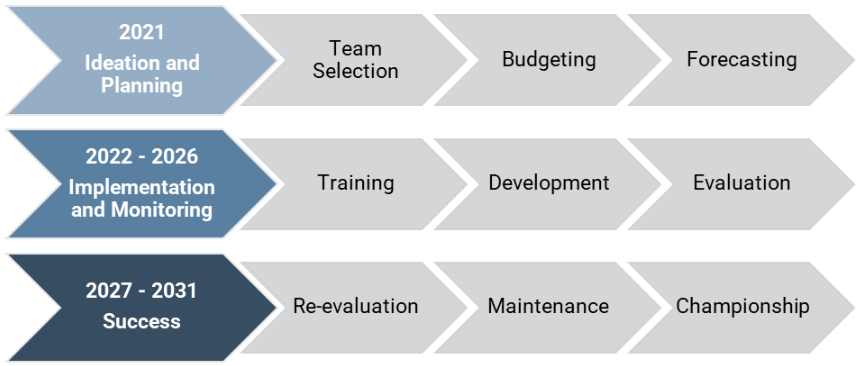 2021
Ideation and
Planning
Team
Selection
Budgeting
Forecasting
2022 - 2026
Implementation
and Monitoring
Training
Development
Evaluation
2027 - 2031
Success
Re-evaluation
Maintenance
Championship